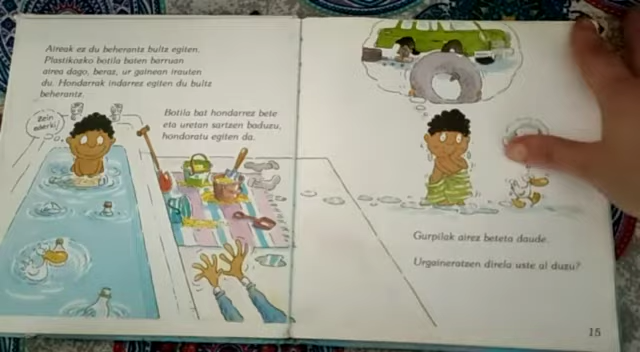 Aireak ez du beherantz bultz egiten.
Plastikozko botila baten barruan
airea dago, beraz, ur gainean irauten
du. Hondarrak indarrez egiten du bultz
beherantz.
Botila bat hondarrez bete
eta uretan sartzen baduzu,
hondoratu egiten da.
Zein
ederki!
Gurpilak airez beteta daude.
Urgaineratzen direla uste al duzu?
15